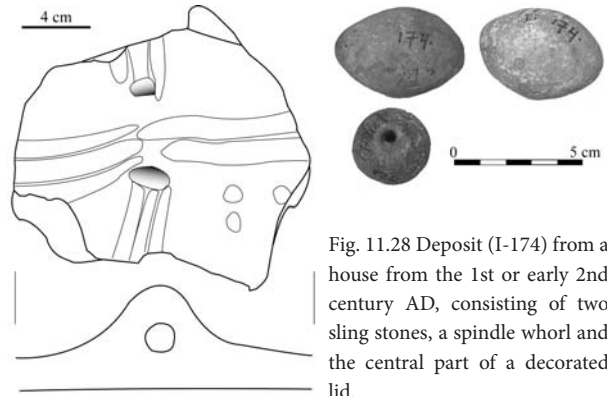 4 cm
174.
174.
0 5 cm
Fig. 11.28 Deposit (I-174) from a
house from the 1st or early 2nd
century AD, consisting of two
sling stones, a spindle whorl and
the central part of a decorated
lid.